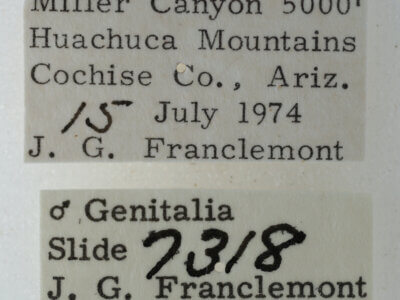 Miller Canyon 5000'
Huachuca Mountains
Cochise Co., Ariz.
15 July 1974
J. G. Franclemont
♂ Genitalia
Slide 7318
J. G. Franclemont